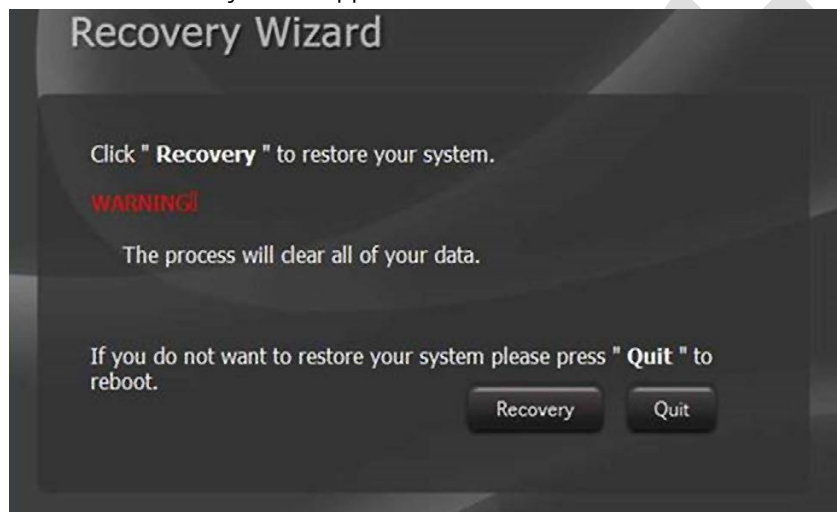 Recovery Wizard
Click " Recovery " to restore your system.
WARNING
The process will clear all of your data.
If you do not want to restore your system please press " Quit " to
reboot.
Recovery
Quit